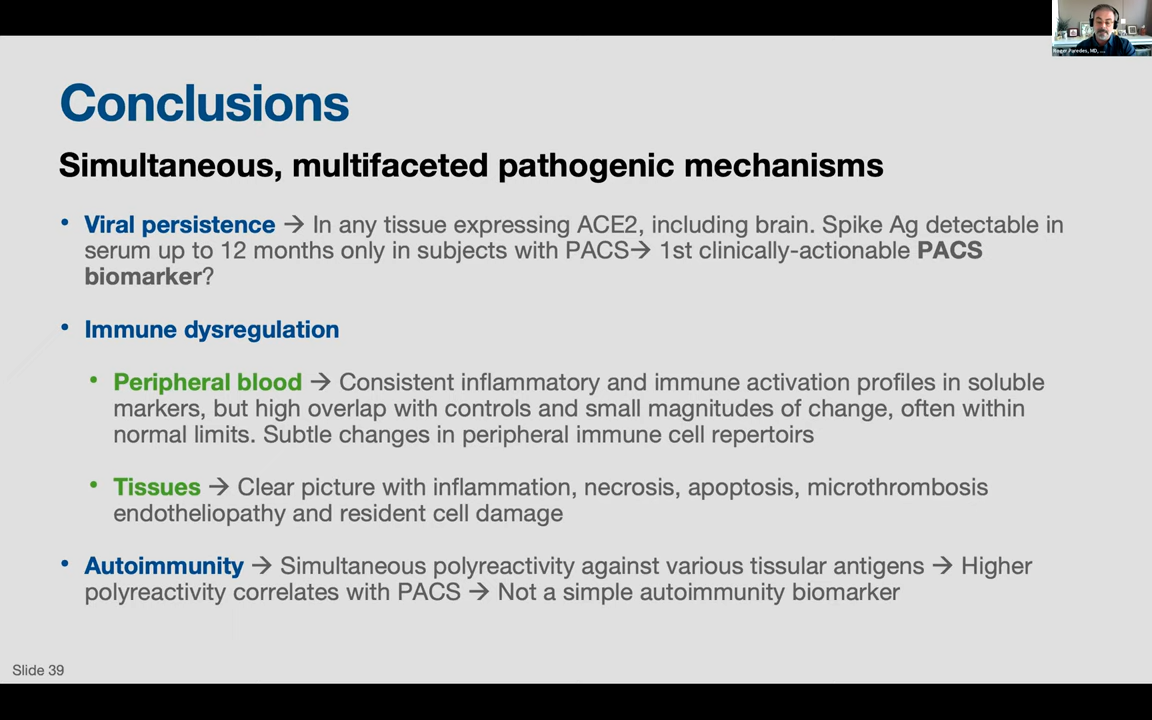 Roger Paredes, MD, ...
Conclusions
Simultaneous, multifaceted pathogenic mechanisms
• Viral persistence → In any tissue expressing ACE2, including brain. Spike Ag detectable in
serum up to 12 months only in subjects with PACS→ 1st clinically-actionable PACS
biomarker?
• Immune dysregulation
• Peripheral blood → Consistent inflammatory and immune activation profiles in soluble
markers, but high overlap with controls and small magnitudes of change, often within
normal limits. Subtle changes in peripheral immune cell repertoirs
• Tissues → Clear picture with inflammation, necrosis, apoptosis, microthrombosis
endotheliopathy and resident cell damage
• Autoimmunity → Simultaneous polyreactivity against various tissular antigens → Higher
polyreactivity correlates with PACS → Not a simple autoimmunity biomarker
Slide 39